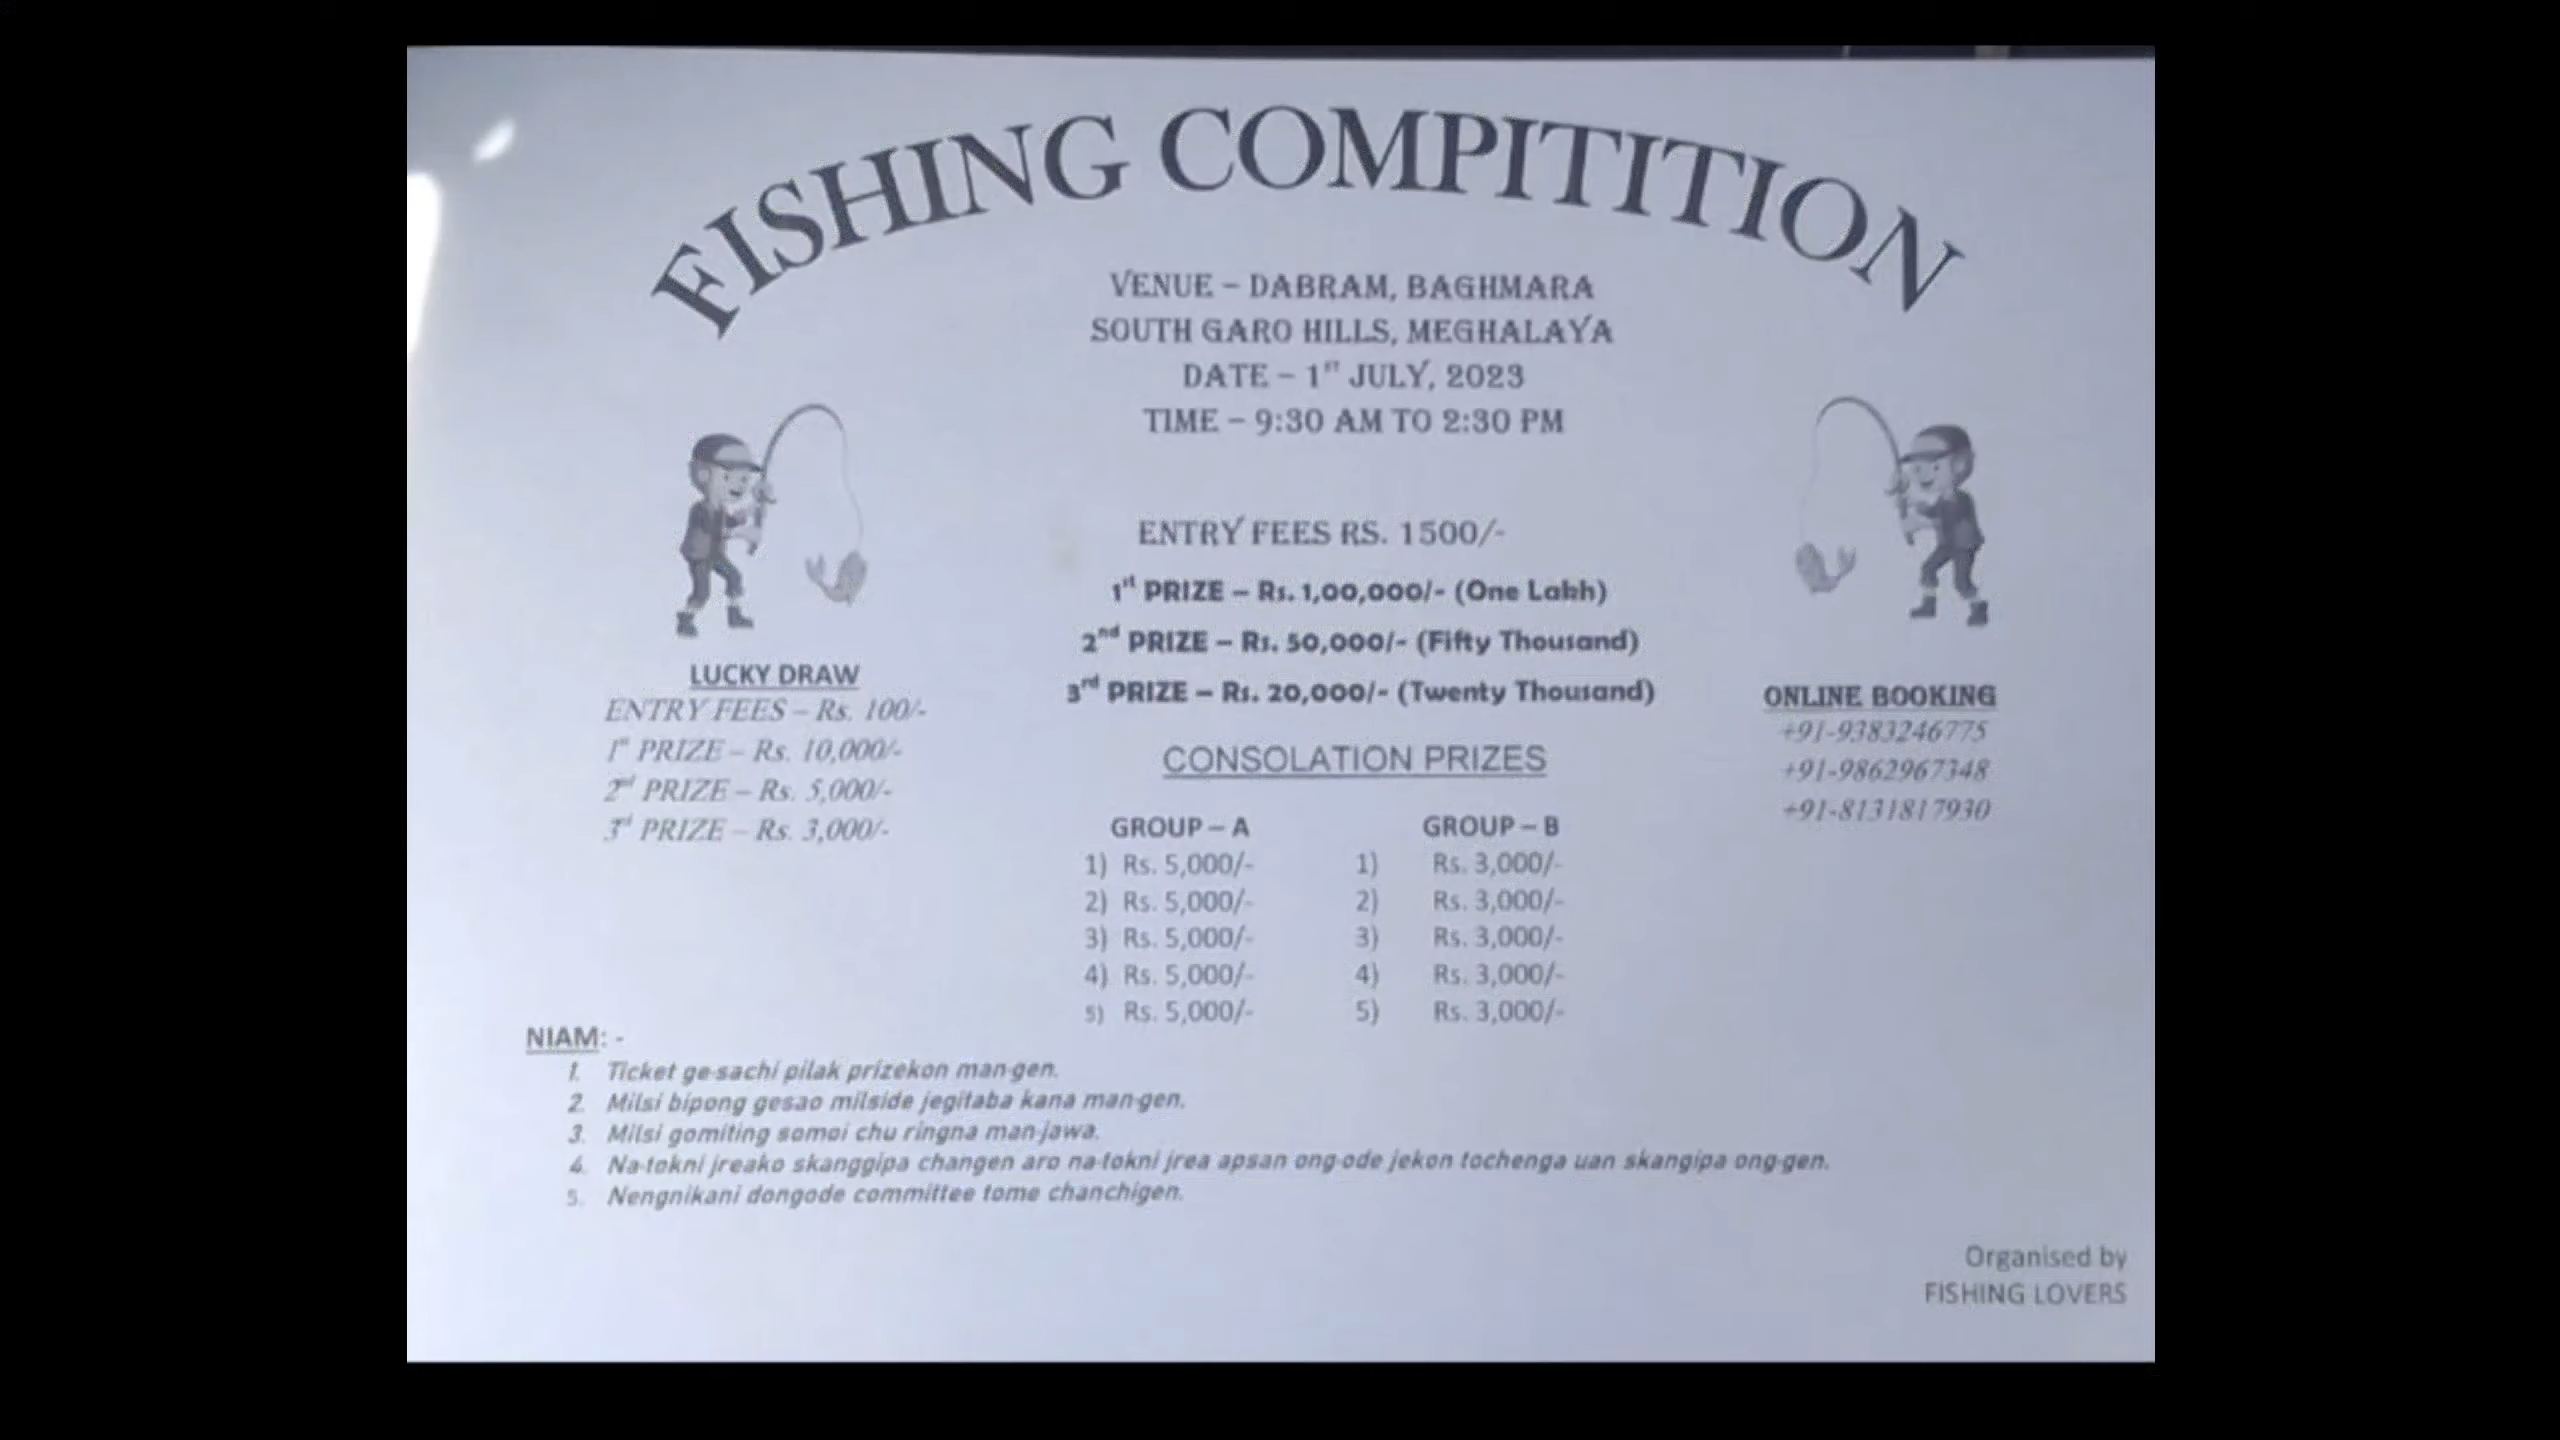 FISHING COMPITITION
VENUE – DABRAM, BAGHMARA
SOUTH GARO HILLS, MEGHALAYA
DATE – 1ST JULY, 2023
TIME – 9:30 AM TO 2:30 PM
ENTRY FEES RS. 1500/-
1st PRIZE – Rs. 1,00,000/- (One Lakh)
2nd PRIZE – Rs. 50,000/- (Fifty Thousand)
3rd PRIZE – Rs. 20,000/- (Twenty Thousand)
LUCKY DRAW
ENTRY FEES – Rs. 100/-
1st PRIZE – Rs. 10,000/-
2nd PRIZE – Rs. 5,000/-
3rd PRIZE – Rs. 3,000/-
ONLINE BOOKING
+91-9383246775
+91-9862967348
+91-8131817930
CONSOLATION PRIZES
GROUP – A GROUP – B
1) Rs. 5,000/- 1) Rs. 3,000/-
2) Rs. 5,000/- 2) Rs. 3,000/-
3) Rs. 5,000/- 3) Rs. 3,000/-
4) Rs. 5,000/- 4) Rs. 3,000/-
5) Rs. 5,000/- 5) Rs. 3,000/-
NIAM: -
1. Ticket ge·sachi pilak prizekon man·gen.
2. Milsi bipong gesao milside jegitaba kana man·gen.
3. Milsi gomiting somoi chu ringna man·jawa.
4. Na·tokni jreako skanggipa changen aro na·tokni jrea apsan ong·ode jekon tochenga uan skangipa ong·gen.
5. Nengnikani dongode committee tome chanchigen.
Organised by
FISHING LOVERS